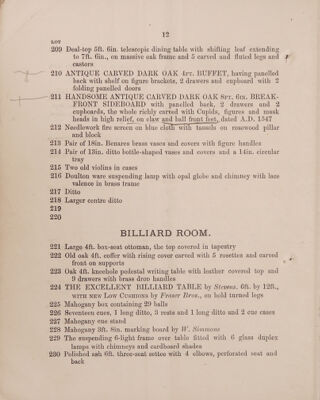 12
LOT
209 Deal-top 5ft. 6in. telescopic dining table with shifting leaf extending
to 7ft. 6in., on massive oak frame and 5 carved and fluted legs and
castors
210 ANTIQUE CARVED DARK OAK 4FT. BUFFET, having panelled
back with shelf on figure brackets, 2 drawers and cupboard with 2
folding panelled doors
211 HANDSOME ANTIQUE CARVED DARK OAK 8FT. 6IN. BREAK-
FRONT SIDEBOARD with panelled back, 2 drawers and 2
cupboards, the whole richly carved with Cupids, figures and mask
heads in high relief, on claw and ball front feet, dated A.D. 1547
212 Needlework fire screen on blue cloth with tassols on rosewood pillar
and block
213 Pair of 18in. Benares brass vases and covers with figure handles
214 Pair of 13in. ditto bottle-shaped vases and covers and a 14in. circular
tray
215 Two old violins in cases
216 Doulton ware suspending lamp with opal globe and chimney with lace
valence in brass frame
217 Ditto
218 Larger centre ditto
219
220
BILLIARD ROOM.
221 Large 4ft. box-seat ottoman, the top covered in tapestry
222 Old oak 4ft. coffer with rising cover carved with 5 rosettes and carved
front on supports
223 Oak 4ft. kneehole pedestal writing table with leather covered top and
9 drawers with brass drop handles
224 THE EXCELLENT BILLIARD TABLE by Stevens. 6ft. by 12ft.,
WITH NEW LOW CUSHIONS by Fenner Bros., on bold turned legs
225 Mahogany box containing 29 balls
226 Seventeen cues, 1 long ditto, 3 rests and 1 long ditto and 2 cue cases
227 Mahogany cue stand
228 Mahogany 3ft. 8in. marking board by W. Simmons
229 The suspending 6-light frame over table fitted with 6 glass duplex
lamps with chimneys and cardboard shades
230 Polished ash 6ft. three-seat settee with 4 elbows, perforated seat and
back